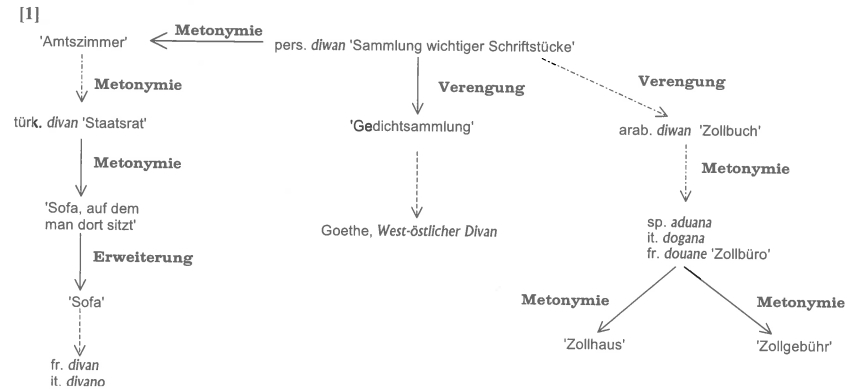 [1]
Metonymie
'Amtszimmer'
pers. diwan 'Sammlung wichtiger Schriftstücke'
Metonymie
Verengung
Verengung
türk. divan 'Staatsrat'
'Gedichtsammlung'
arab. diwan 'Zollbuch'
Metonymie
Metonymie
'Sofa, auf dem
man dort sitzt'
Goethe, West-östlicher Divan
sp. aduana
it. dogana
fr. douane 'Zollbüro'
Erweiterung
'Sofa'
Metonymie
Metonymie
'Zollhaus'
'Zollgebühr'
fr. divan
it. divano